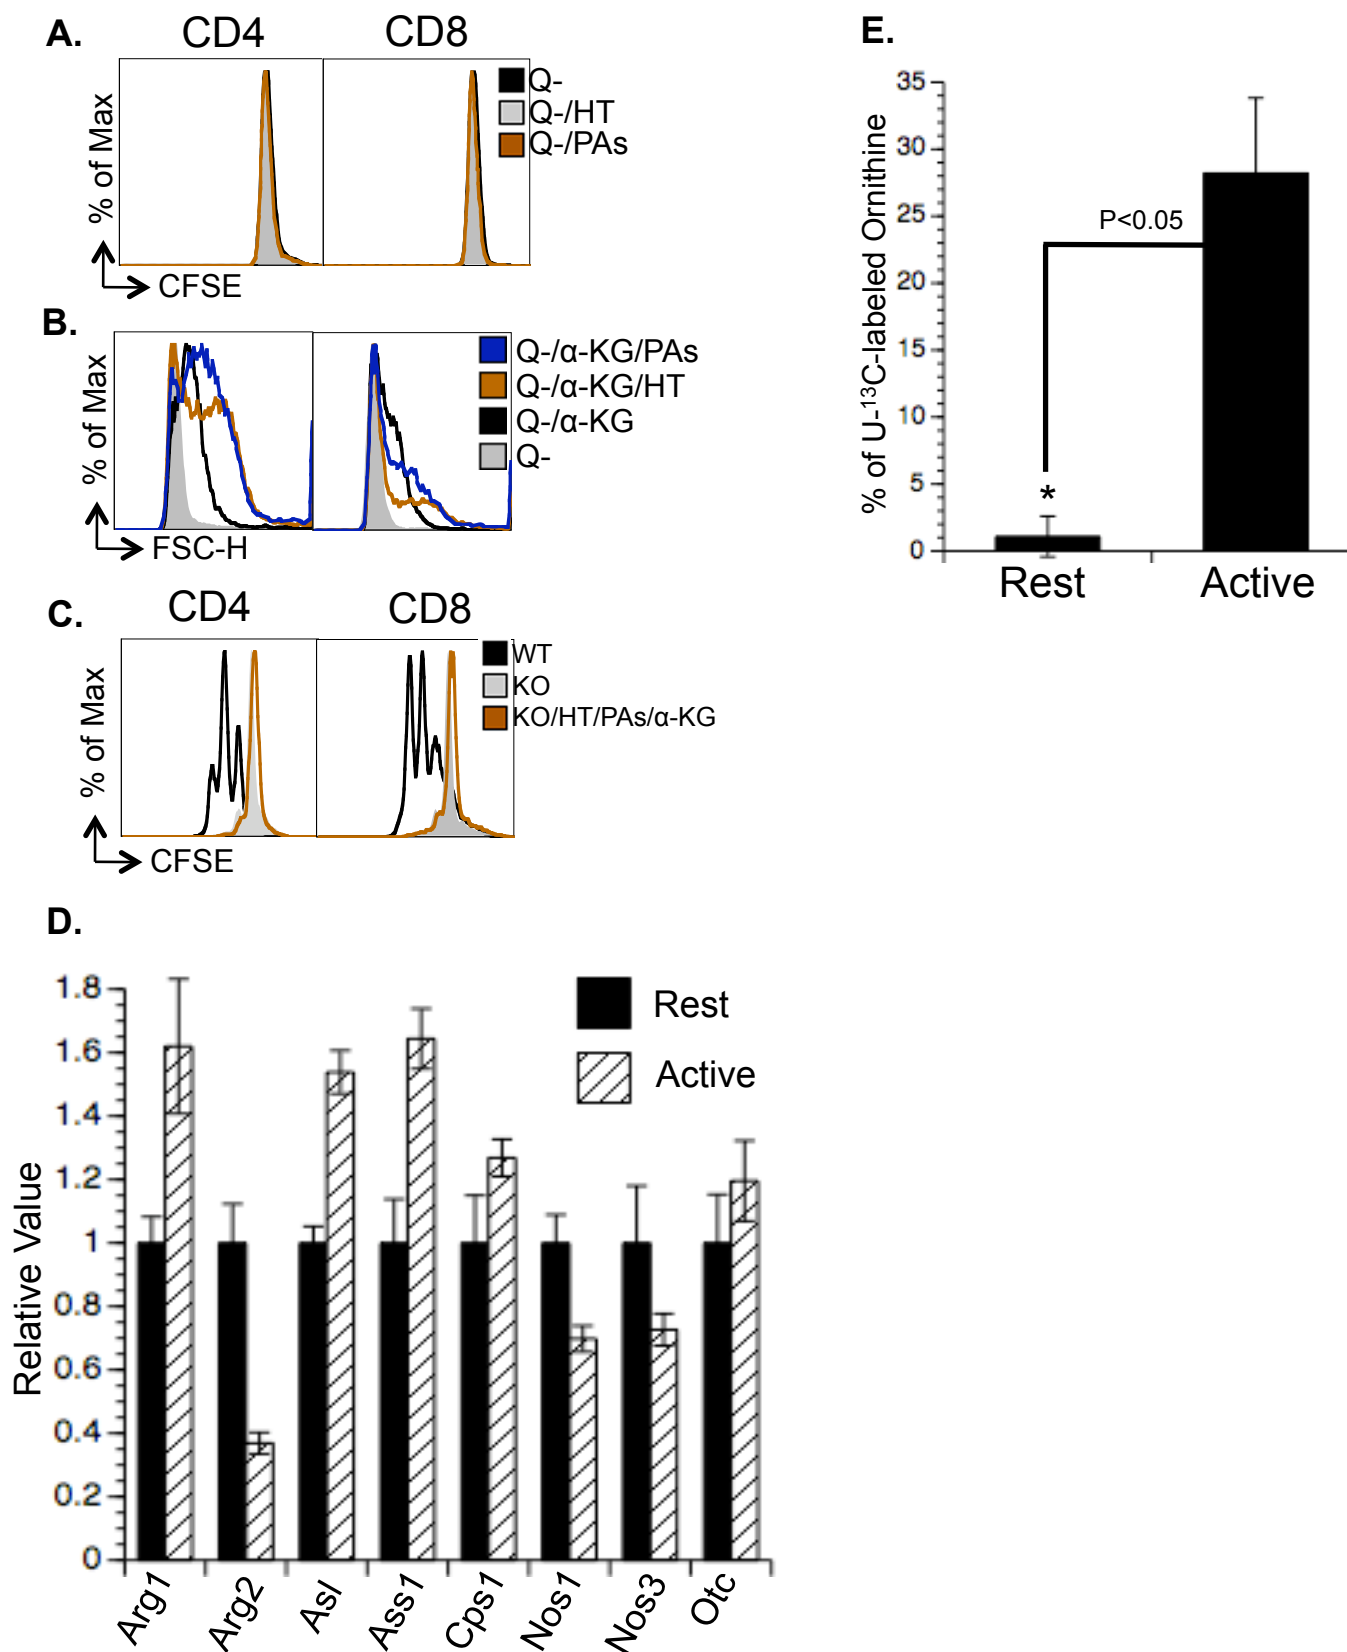 A.
CD4
CD8
% of Max
CFSE
Q-
Q-/HT
Q-/PAs
B.
% of Max
FSC-H
Q-/α-KG/PAs
Q-/α-KG/HT
Q-/α-KG
Q-
C.
CD4
CD8
% of Max
CFSE
WT
KO
KO/HT/PAs/α-KG
D.
Relative Value
1.8
1.6
1.4
1.2
1
0.8
0.6
0.4
0.2
0
Rest
Active
Arg1
Arg2
Asl
Ass1
Cps1
Nos1
Nos3
Otc
E.
% of U-¹³C-labeled Ornithine
35
30
25
20
15
10
5
0
P<0.05
*
Rest
Active